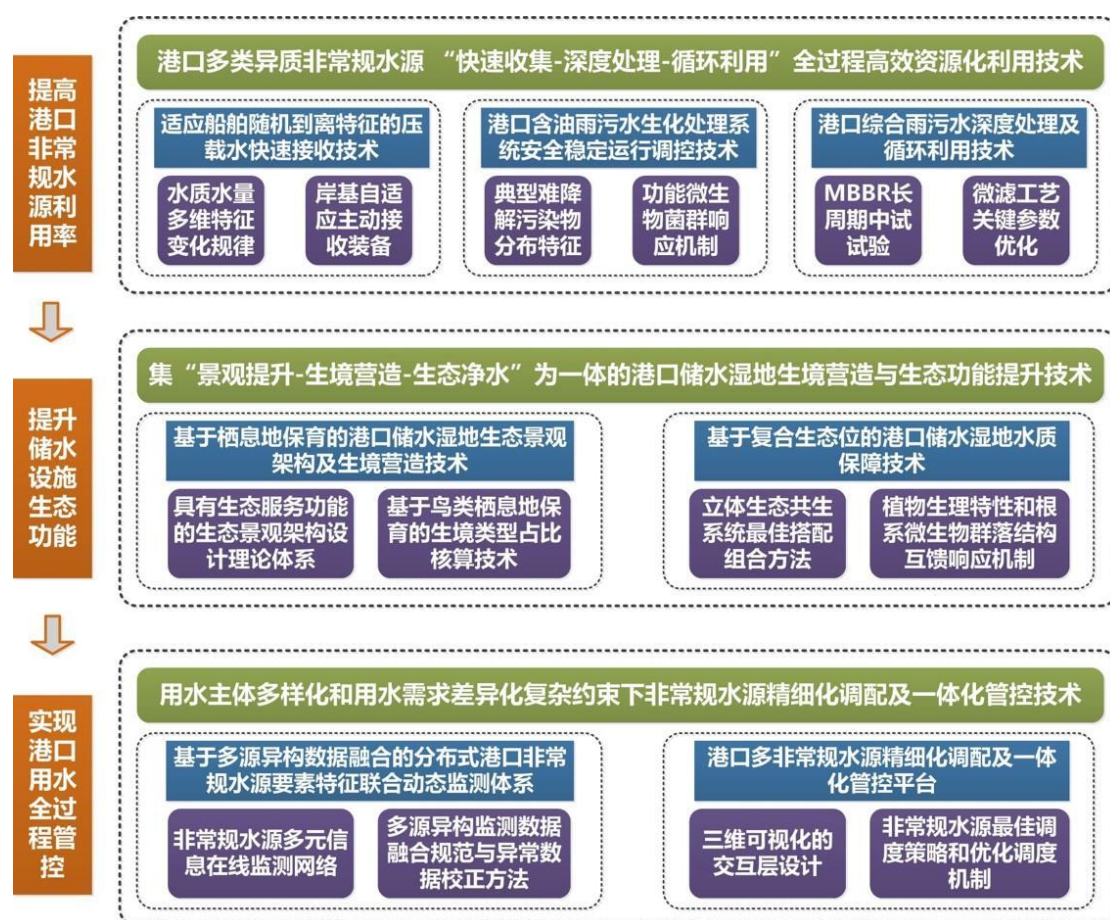 提高
港口
非常
规水
源利
用率
港口多类异质非常规水源 “快速收集-深度处理-循环利用” 全过程高效资源化利用技术
适应船舶随机到离特征的压
载水快速接收技术
水质水量
多维特征
变化规律
岸基自适
应主动接
收装备
港口含油雨污水生化处理系
统安全稳定运行调控技术
典型难降
解污染物
分布特征
功能微生
物菌群响
应机制
港口综合雨污水深度处理及
循环利用技术
MBBR长
周期中试
试验
微滤工艺
关键参数
优化
提升
储水
设施
生态
功能
集“景观提升-生境营造-生态净水”为一体的港口储水湿地生境营造与生态功能提升技术
基于栖息地保育的港口储水湿地生态景观
架构及生境营造技术
具有生态服务功能
的生态景观架构设
计理论体系
基于鸟类栖息地保
育的生境类型占比
核算技术
基于复合生态位的港口储水湿地水质
保障技术
立体生态共生
系统最佳搭配
组合方法
植物生理特性和根
系微生物群落结构
互馈响应机制
实现
港口
用水
全过
程管
控
用水主体多样化和用水需求差异化复杂约束下非常规水源精细化调配及一体化管控技术
基于多源异构数据融合的分布式港口非常
规水源要素特征联合动态监测体系
非常规水源多元信
息在线监测网络
多源异构监测数据
融合规范与异常数
据校正方法
港口多非常规水源精细化调配及一体
化管控平台
三维可视化的
交互层设计
非常规水源最佳调
度策略和优化调度
机制